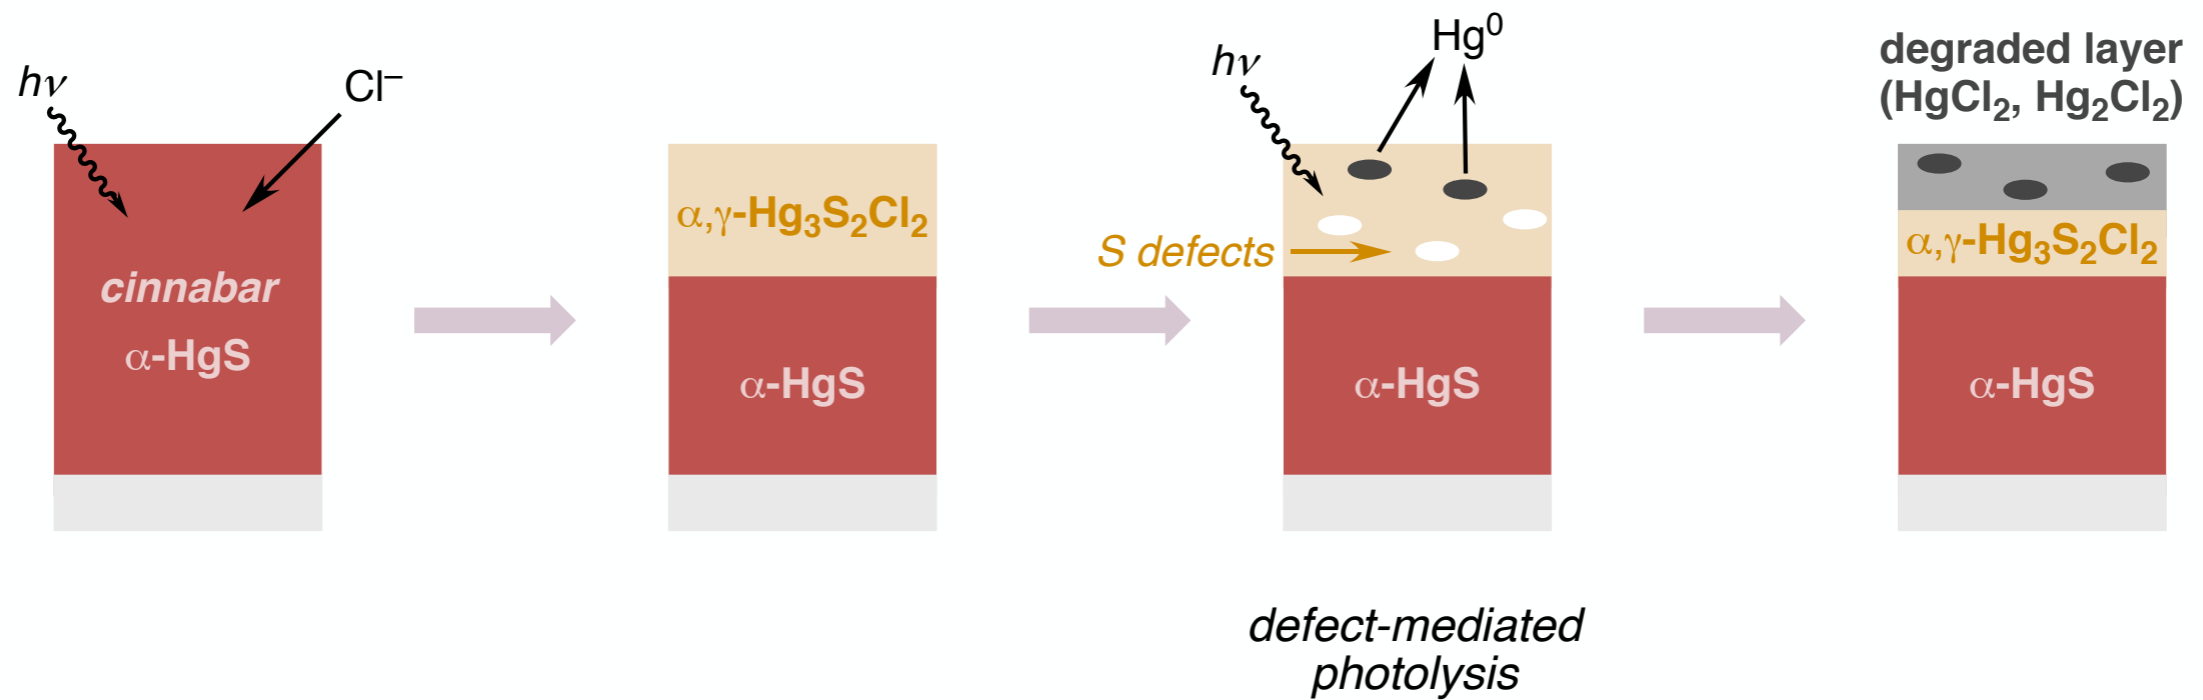 hν
Cl⁻
cinnabar
α-HgS
α,γ-Hg₃S₂Cl₂
α-HgS
hν
Hg⁰
S defects
α-HgS
defect-mediated
photolysis
degraded layer
(HgCl₂, Hg₂Cl₂)
α,γ-Hg₃S₂Cl₂
α-HgS